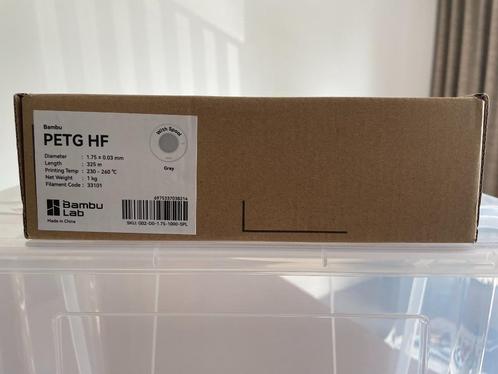 Bambu
PETG HF
Diameter : 1.75 ± 0.03 mm
Length : 325 m
Printing Temp : 230 - 260 °C
Net Weight : 1 kg
Filament Code : 33101
With Spool
Gray
Bambu
Lab
Made in China
6975337038214
SKU: G02-D0-1.75-1000-SPL